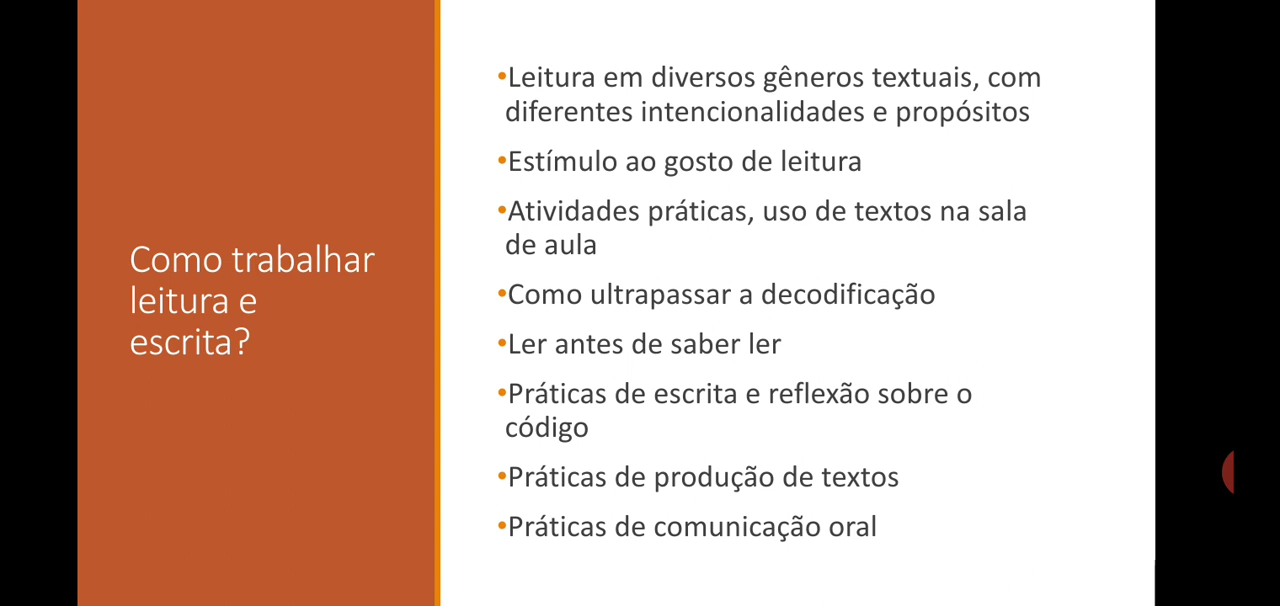 Como trabalhar
leitura e
escrita?
•Leitura em diversos gêneros textuais, com
diferentes intencionalidades e propósitos
•Estímulo ao gosto de leitura
•Atividades práticas, uso de textos na sala
de aula
•Como ultrapassar a decodificação
•Ler antes de saber ler
•Práticas de escrita e reflexão sobre o
código
•Práticas de produção de textos
•Práticas de comunicação oral